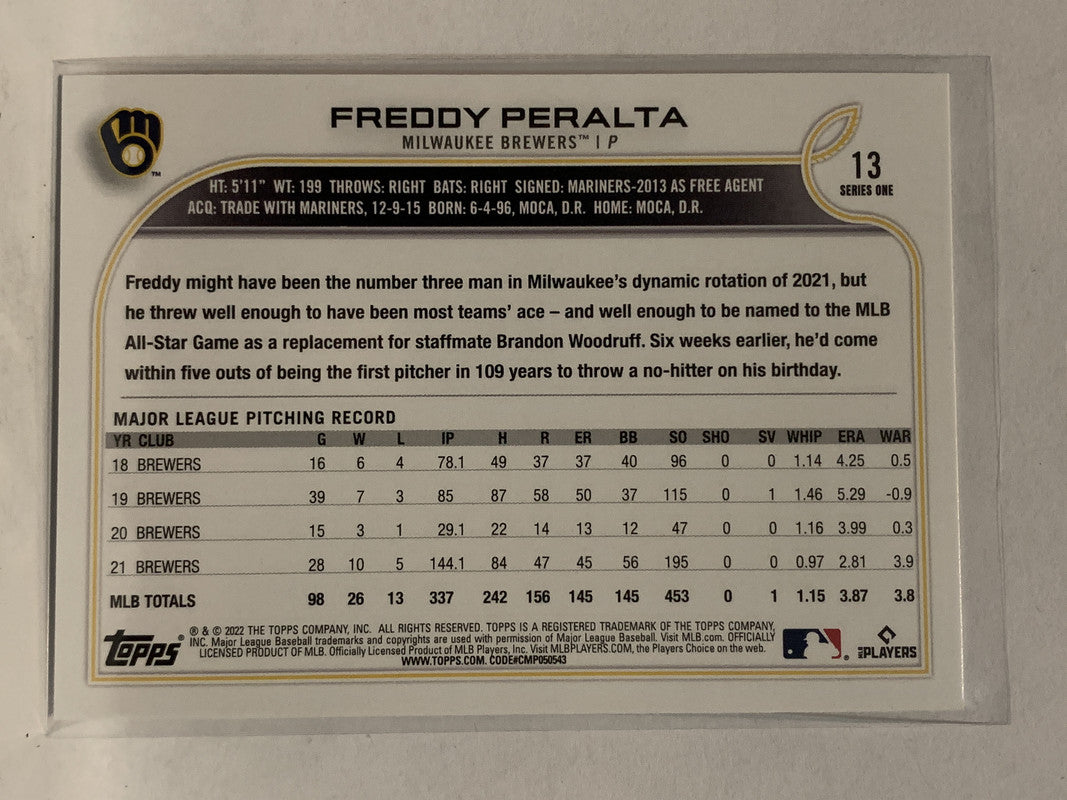 FREDDY PERALTA
MILWAUKEE BREWERS™ | P
13
SERIES ONE
HT: 5'11" WT: 199 THROWS: RIGHT BATS: RIGHT SIGNED: MARINERS-2013 AS FREE AGENT
ACQ: TRADE WITH MARINERS, 12-9-15 BORN: 6-4-96, MOCA, D.R. HOME: MOCA, D.R.
Freddy might have been the number three man in Milwaukee's dynamic rotation of 2021, but
he threw well enough to have been most teams' ace – and well enough to be named to the MLB
All-Star Game as a replacement for staffmate Brandon Woodruff. Six weeks earlier, he'd come
within five outs of being the first pitcher in 109 years to throw a no-hitter on his birthday.
MAJOR LEAGUE PITCHING RECORD
YR CLUB G W L IP H R ER BB SO SHO SV WHIP ERA WAR
18 BREWERS 16 6 4 78.1 49 37 37 40 96 0 0 1.14 4.25 0.5
19 BREWERS 39 7 3 85 87 58 50 37 115 0 1 1.46 5.29 -0.9
20 BREWERS 15 3 1 29.1 22 14 13 12 47 0 0 1.16 3.99 0.3
21 BREWERS 28 10 5 144.1 84 47 45 56 195 0 0 0.97 2.81 3.9
MLB TOTALS 98 26 13 337 242 156 145 145 453 0 1 1.15 3.87 3.8
Topps®
® & © 2022 THE TOPPS COMPANY, INC. ALL RIGHTS RESERVED. TOPPS IS A REGISTERED TRADEMARK OF THE TOPPS COMPANY,
INC. Major League Baseball trademarks and copyrights are used with permission of Major League Baseball. Visit MLB.com. OFFICIALLY
LICENSED PRODUCT OF MLB. Officially Licensed Product of MLB Players, Inc. Visit MLBPLAYERS.COM, the Players Choice on the web.
WWW.TOPPS.COM. CODE#CMP050543
MLB PLAYERS